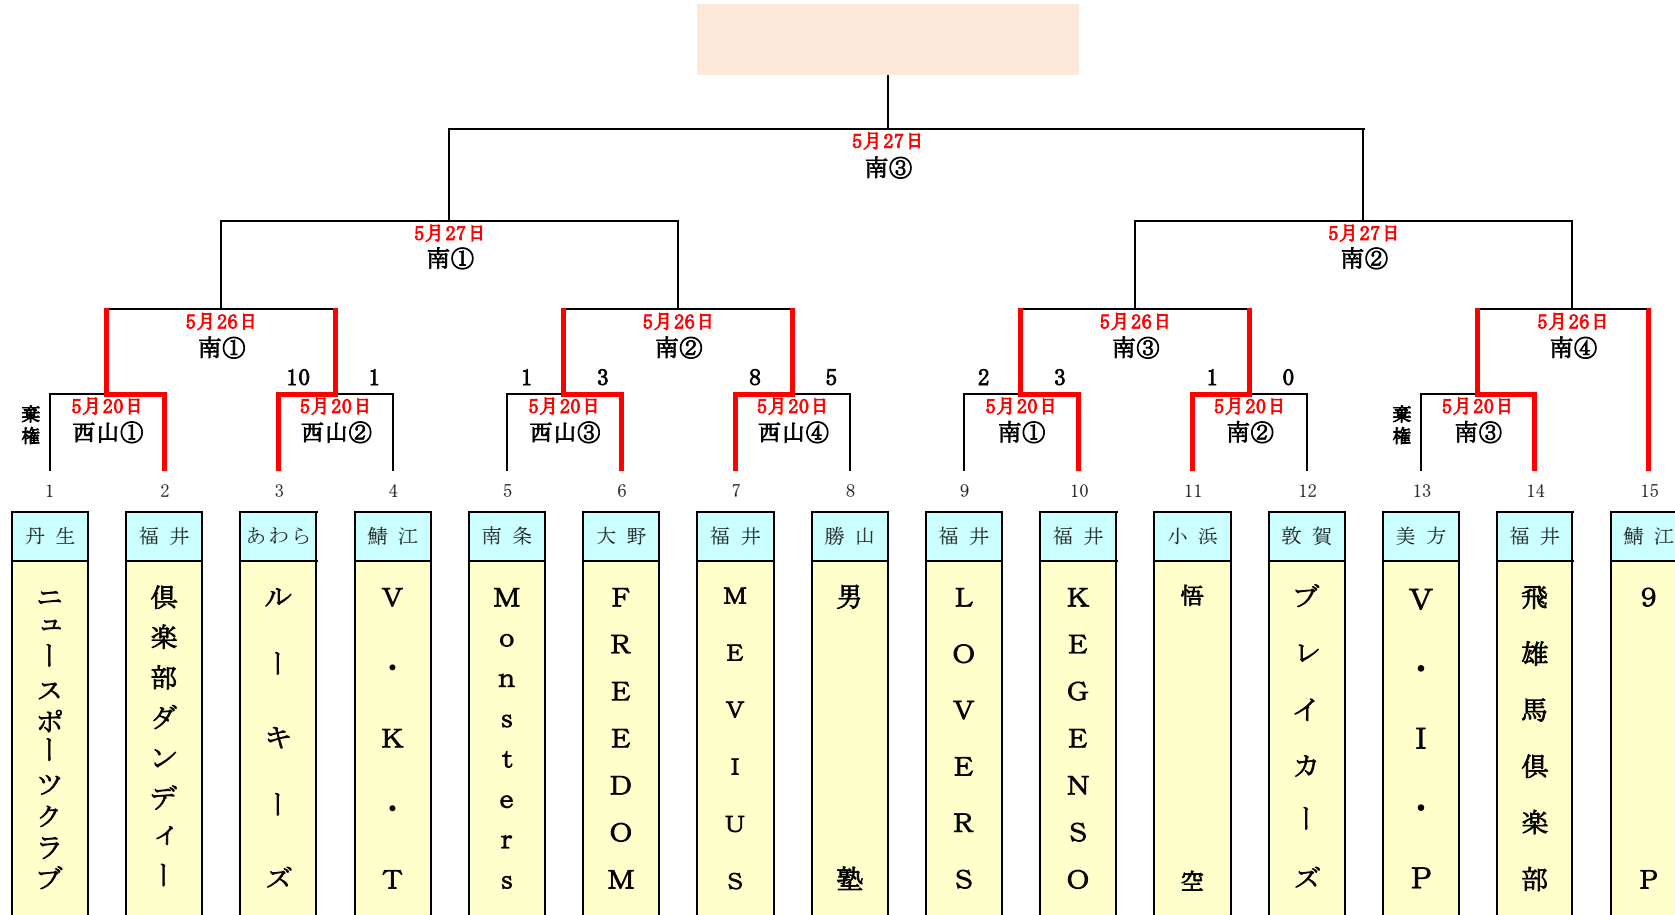 5月27日
南③
5月27日
南①
5月27日
南②
5月26日
南①
5月26日
南②
5月26日
南③
5月26日
南④
10 1
1 3
8 5
2 3
1 0
棄権
5月20日
西山①
5月20日
西山②
5月20日
西山③
5月20日
西山④
5月20日
南①
5月20日
南②
棄権
5月20日
南③
1 2 3 4 5 6 7 8 9 10 11 12 13 14 15
丹生 福井 あわら 鯖江 南条 大野 福井 勝山 福井 福井 小浜 敦賀 美方 福井 鯖江
ニュースポーツクラブ
倶楽部ダンディー
ルーキーズ
V・K・T
Monsters
FREEDOM
MEVIUS
男塾
LOVERS
KEGENSO
悟空
ブレイカーズ
V・I・P
飛雄馬倶楽部
9P